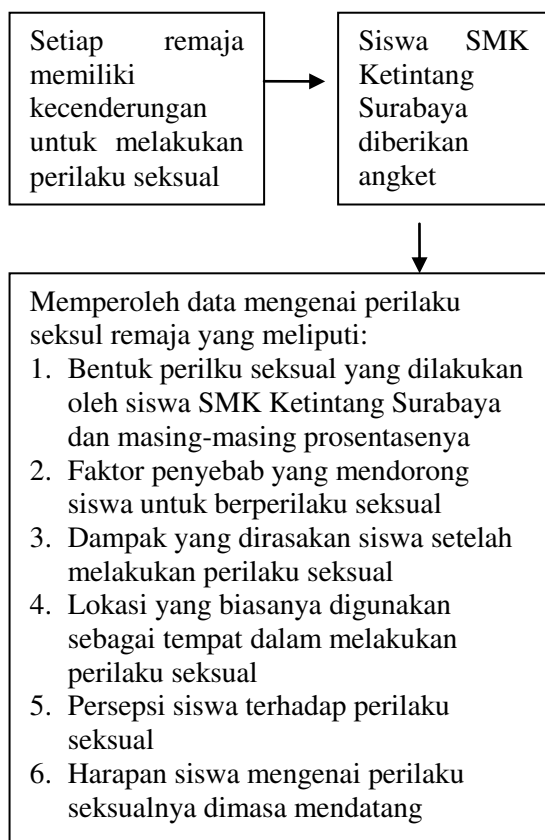 Setiap remaja
memiliki
kecenderungan
untuk melakukan
perilaku seksual
Siswa SMK
Ketintang
Surabaya
diberikan
angket
Memperoleh data mengenai perilaku
seksul remaja yang meliputi:
1. Bentuk perilku seksual yang dilakukan
oleh siswa SMK Ketintang Surabaya
dan masing-masing prosentasenya
2. Faktor penyebab yang mendorong
siswa untuk berperilaku seksual
3. Dampak yang dirasakan siswa setelah
melakukan perilaku seksual
4. Lokasi yang biasanya digunakan
sebagai tempat dalam melakukan
perilaku seksual
5. Persepsi siswa terhadap perilaku
seksual
6. Harapan siswa mengenai perilaku
seksualnya dimasa mendatang